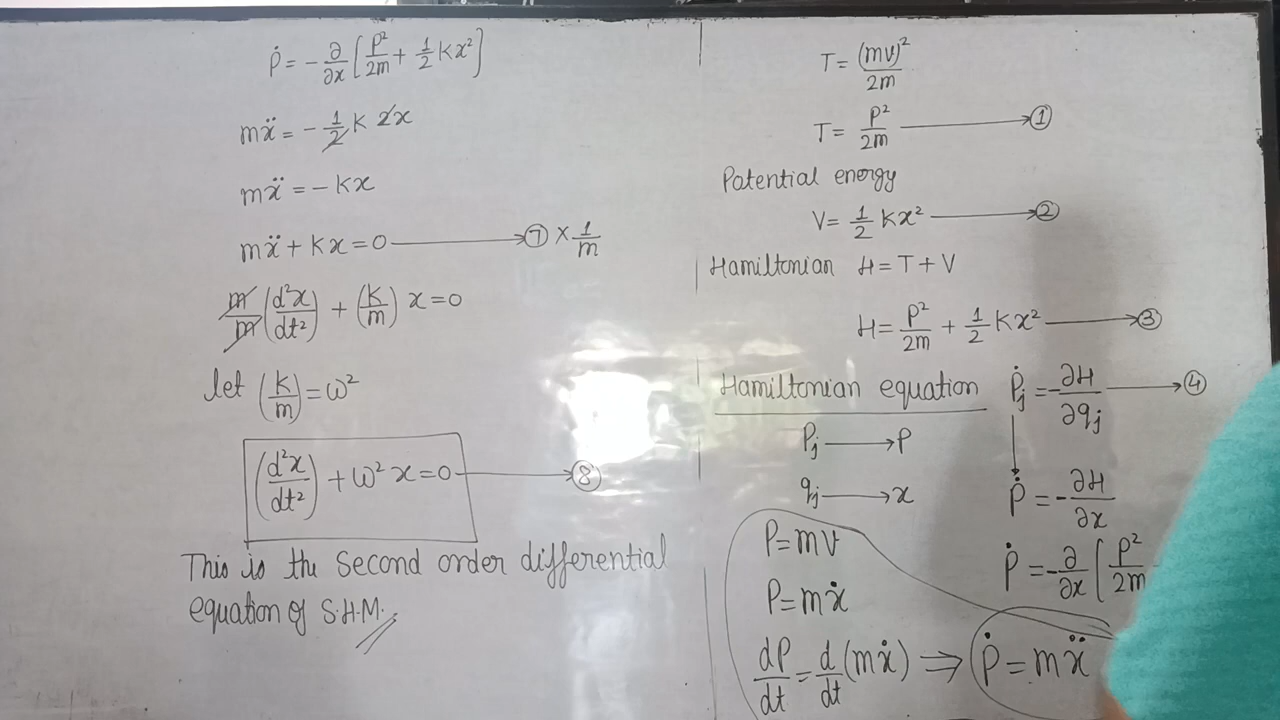 Ṗ = -∂/∂x [P²/2m + 1/2 Kx²]
mẍ = -1/2 K 2x
mẍ = -Kx
mẍ + Kx = 0 → ⑦ × 1/m
m/m (d²x/dt²) + (K/m) x = 0
let (K/m) = ω²
(d²x/dt²) + ω² x = 0 → ⑧
This is the Second order differential
equation of S.H.M.
T = (mv)²/2m
T = P²/2m → ①
Potential energy
V = 1/2 Kx² → ②
Hamiltonian H = T + V
H = P²/2m + 1/2 Kx² → ③
Hamiltonian equation Ṗj = -∂H/∂qj → ④
Pj → P
qj → x
Ṗ = -∂H/∂x
Ṗ = -∂/∂x [P²/2m
P = mv
P = mẋ
dP/dt = d/dt (mẋ) ⇒ Ṗ = mẍ